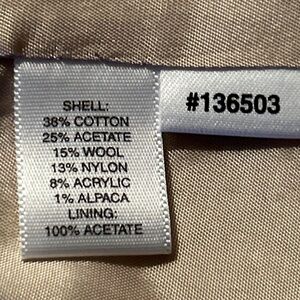 SHELL:
38% COTTON
25% ACETATE
15% WOOL
13% NYLON
8% ACRYLIC
1% ALPACA
LINING:
100% ACETATE
#136503